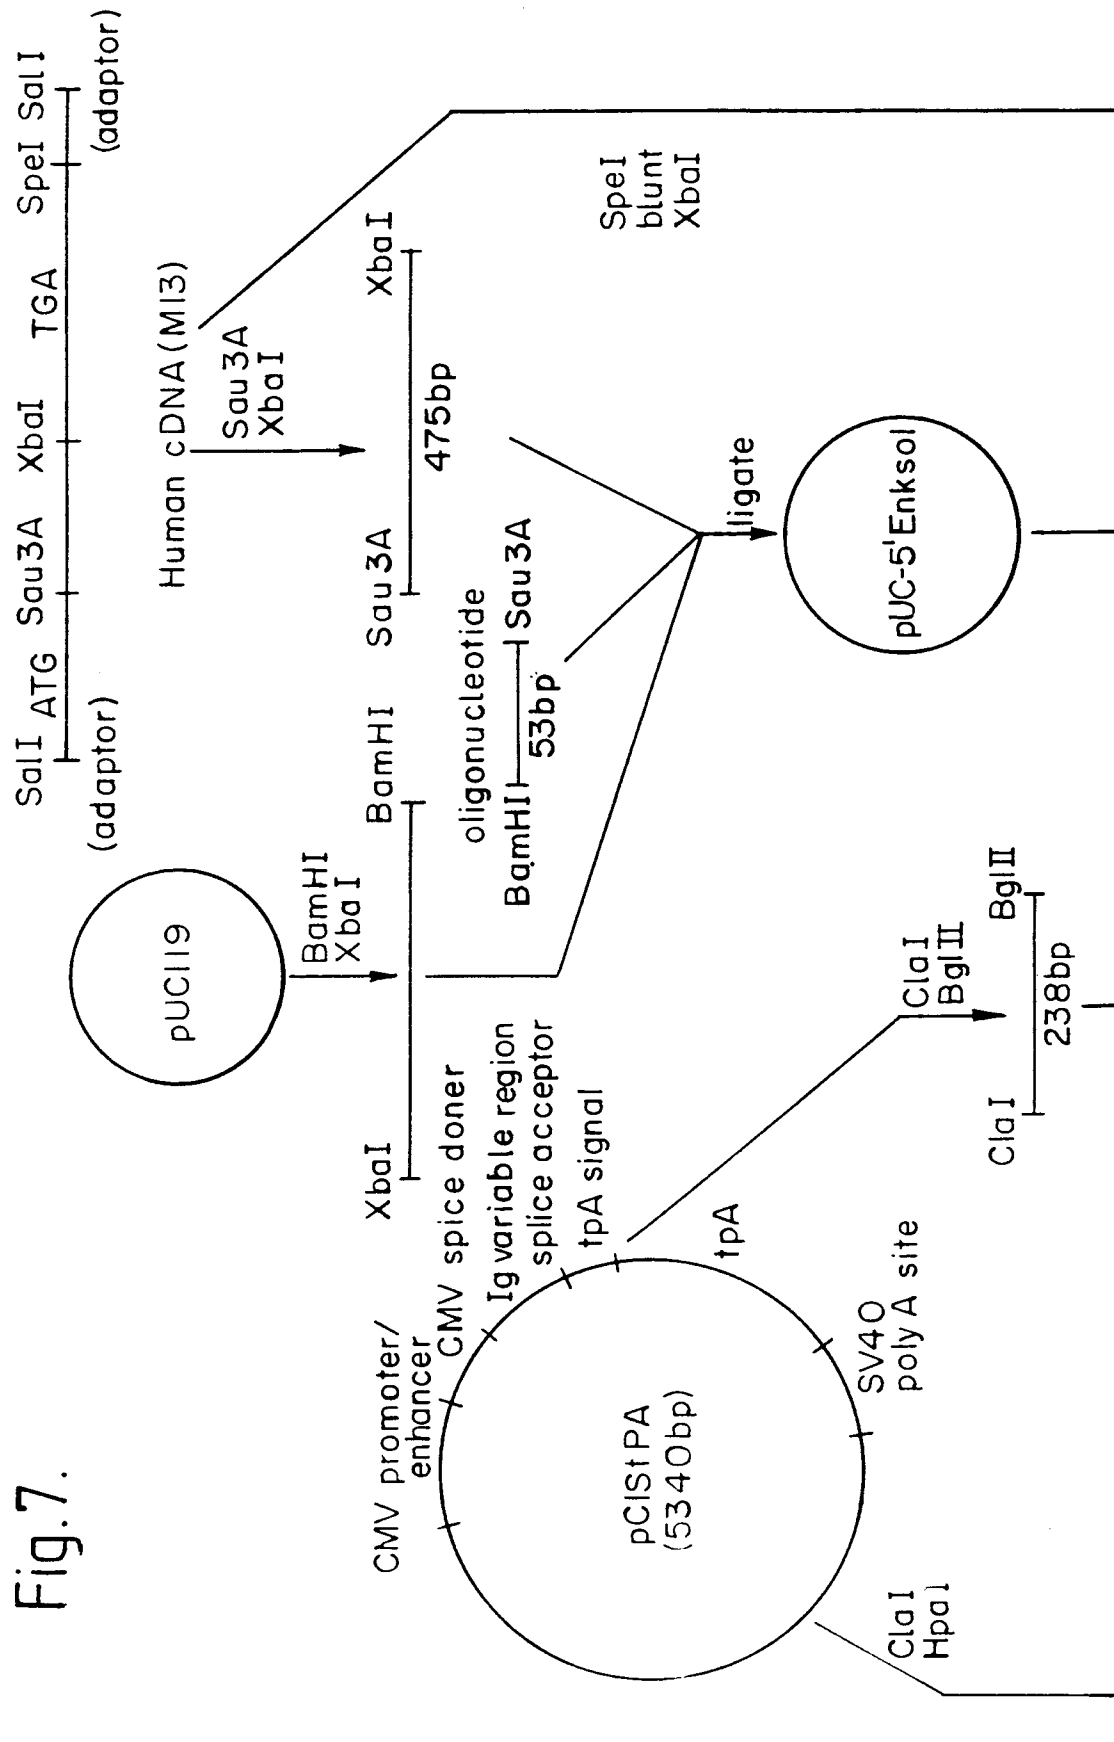 Fig.7.
SalI ATG Sau3A XbaI TGA SpeI SalI
(adaptor) (adaptor)
pUC119
Human cDNA(M13)
BamHI
XbaI
Sau3A
XbaI
XbaI BamHI Sau3A XbaI
475bp
oligonucleotide
BamHI Sau3A
53bp
SpeI
blunt
XbaI
ligate
pUC-5'Enksol
CMV promoter/
enhancer
CMV spice doner
Ig variable region
splice acceptor
tpA signal
tpA
SV40
poly A site
pCIStPA
(5340bp)
ClaI
HpaI
ClaI
BglII
ClaI BglII
238bp